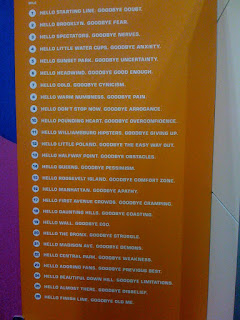 HELLO STARTING LINE. GOODBYE DOUBT.
HELLO BROOKLYN. GOODBYE FEAR.
HELLO SPECTATORS. GOODBYE NERVES.
HELLO LITTLE WATER CUPS. GOODBYE ANXIETY.
HELLO SUNSET PARK. GOODBYE UNCERTAINTY.
HELLO HEADWIND. GOODBYE GOOD ENOUGH.
HELLO COLD. GOODBYE CYNICISM.
HELLO WARM NUMBNESS. GOODBYE PAIN.
HELLO DON'T STOP NOW. GOODBYE ARROGANCE.
HELLO POUNDING HEART. GOODBYE OVERCONFIDENCE.
HELLO WILLIAMSBURG HIPSTERS. GOODBYE GIVING UP.
HELLO LITTLE POLAND. GOODBYE THE EASY WAY OUT.
HELLO HALFWAY POINT. GOODBYE OBSTACLES.
HELLO QUEENS. GOODBYE PESSIMISM.
HELLO ROOSEVELT ISLAND. GOODBYE COMFORT ZONE.
HELLO MANHATTAN. GOODBYE APATHY.
HELLO FIRST AVENUE CROWDS. GOODBYE CRAMPING.
HELLO DAUNTING HILLS. GOODBYE COASTING.
HELLO WALL. GOODBYE EGO.
HELLO THE BRONX. GOODBYE STRUGGLE.
HELLO MADISON AVE. GOODBYE DEMONS.
HELLO CENTRAL PARK. GOODBYE WEAKNESS.
HELLO ADORING FANS. GOODBYE PREVIOUS BEST.
HELLO BEAUTIFUL DOWN HILL. GOODBYE LIMITATIONS.
HELLO ALMOST THERE. GOODBYE DISBELIEF.
HELLO FINISH LINE. GOODBYE OLD ME.